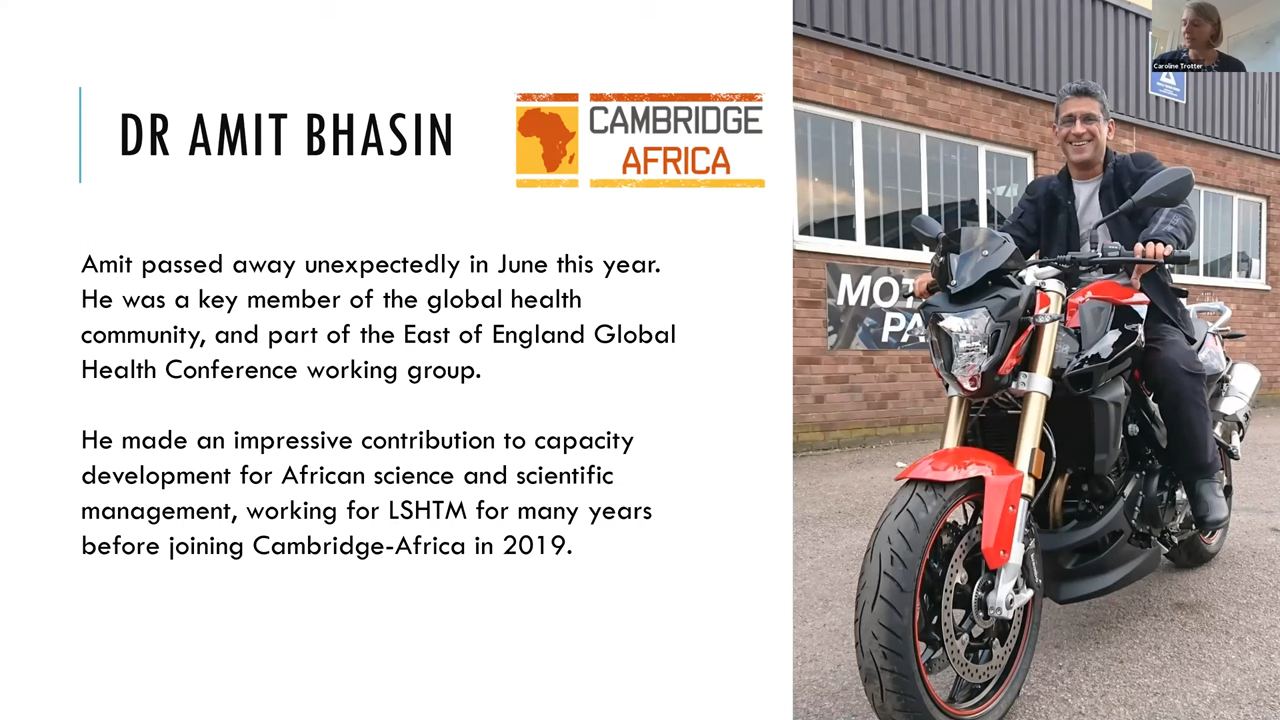 DR AMIT BHASIN
CAMBRIDGE
AFRICA
Amit passed away unexpectedly in June this year.
He was a key member of the global health
community, and part of the East of England Global
Health Conference working group.
He made an impressive contribution to capacity
development for African science and scientific
management, working for LSHTM for many years
before joining Cambridge-Africa in 2019.
Caroline Trotter
MOT
PA